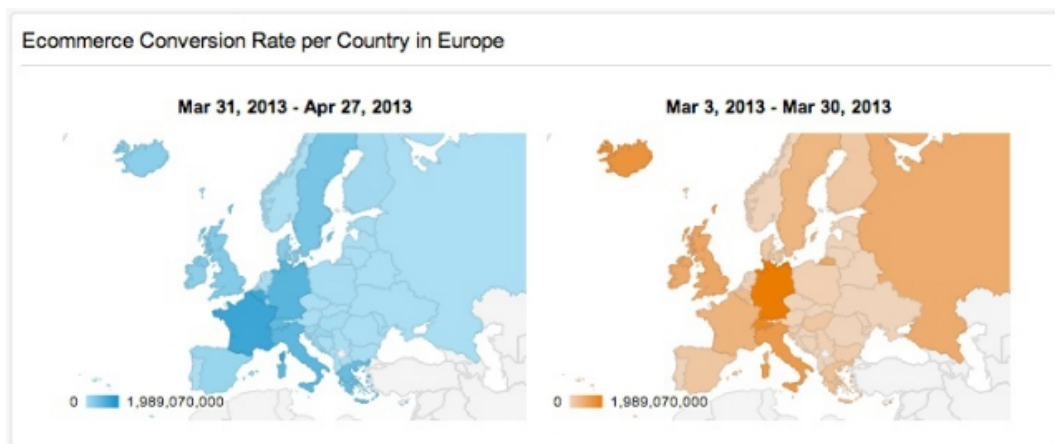 Ecommerce Conversion Rate per Country in Europe
Mar 31, 2013 - Apr 27, 2013
Mar 3, 2013 - Mar 30, 2013
0 1,989,070,000
0 1,989,070,000